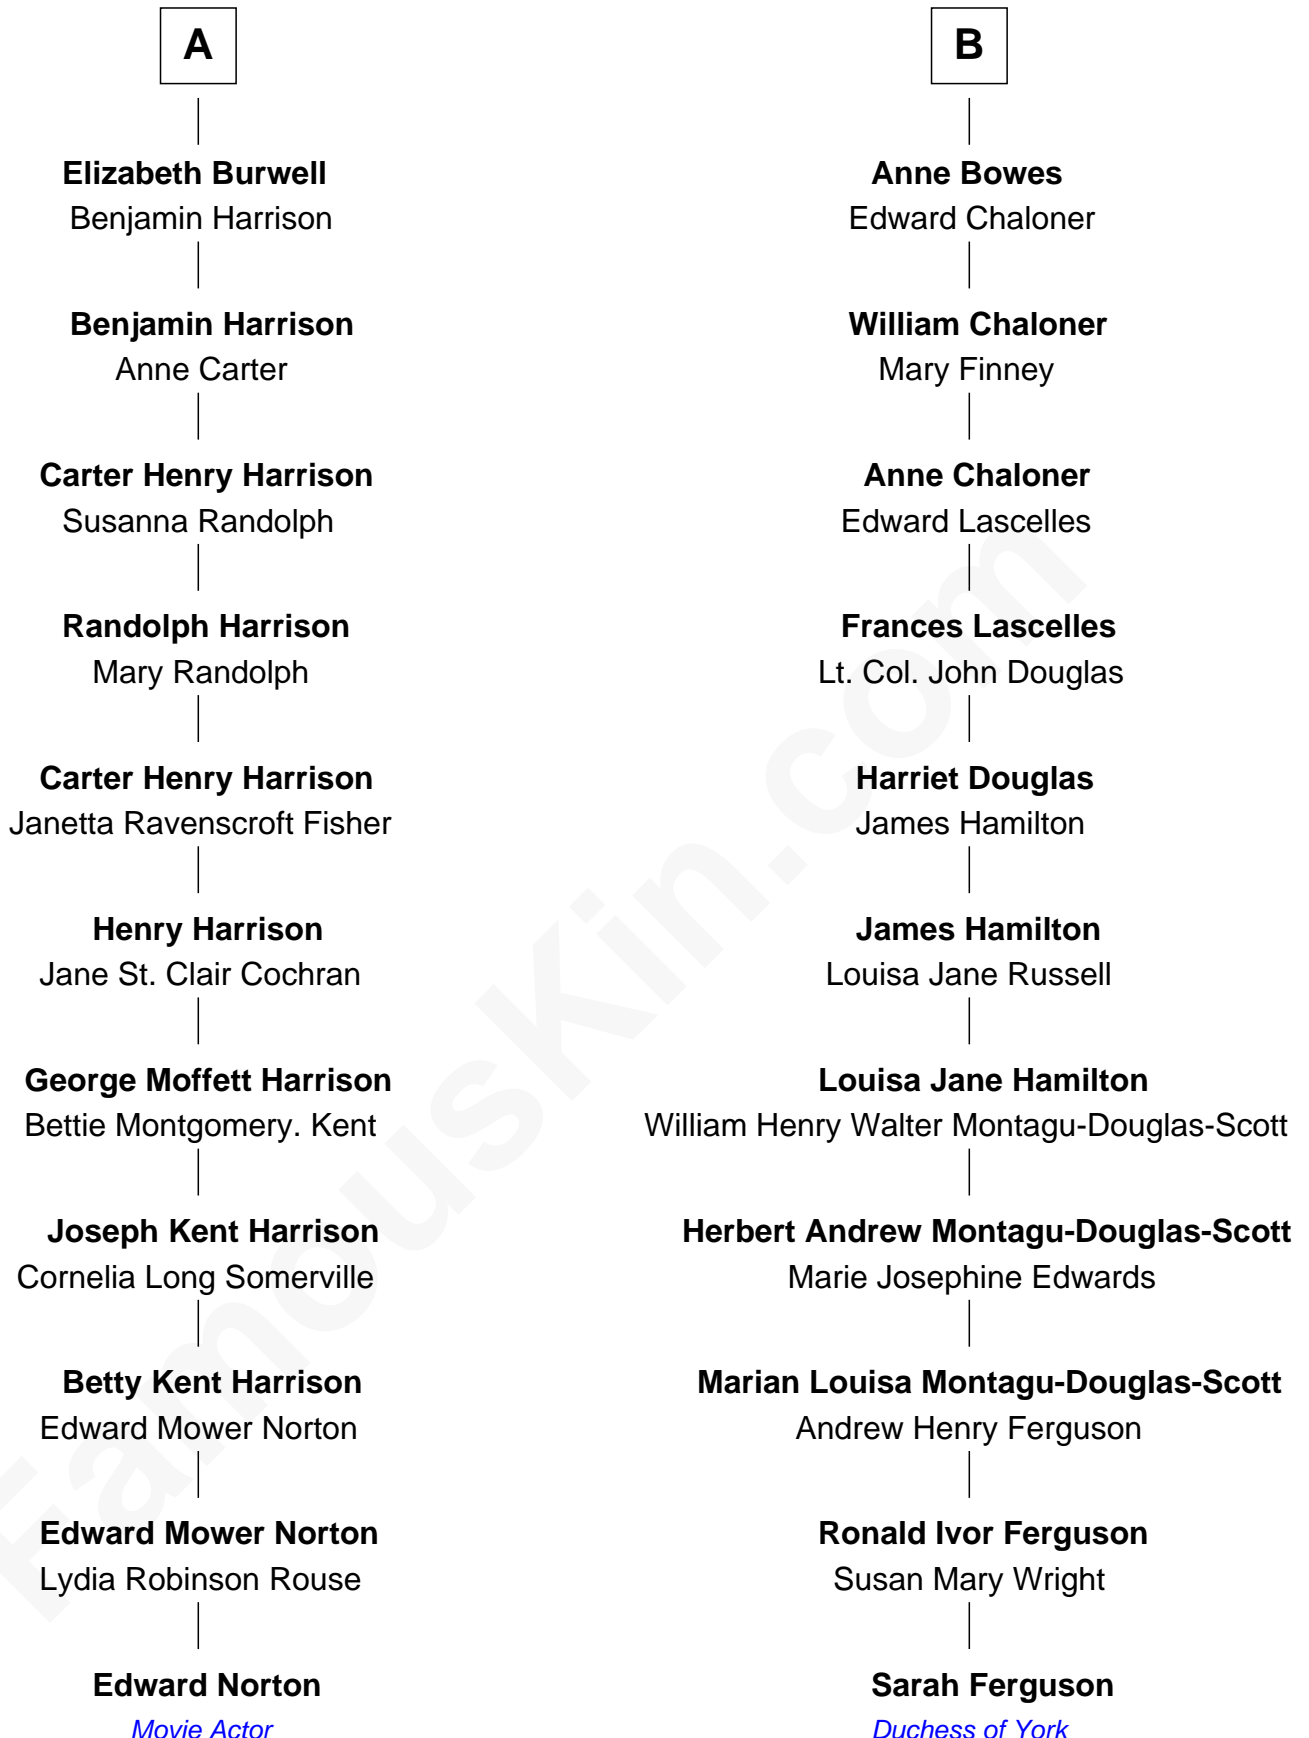 A
Elizabeth Burwell
Benjamin Harrison
Benjamin Harrison
Anne Carter
Carter Henry Harrison
Susanna Randolph
Randolph Harrison
Mary Randolph
Carter Henry Harrison
Janetta Ravenscroft Fisher
Henry Harrison
Jane St. Clair Cochran
George Moffett Harrison
Bettie Montgomery. Kent
Joseph Kent Harrison
Cornelia Long Somerville
Betty Kent Harrison
Edward Mower Norton
Edward Mower Norton
Lydia Robinson Rouse
Edward Norton
Movie Actor
B
Anne Bowes
Edward Chaloner
William Chaloner
Mary Finney
Anne Chaloner
Edward Lascelles
Frances Lascelles
Lt. Col. John Douglas
Harriet Douglas
James Hamilton
James Hamilton
Louisa Jane Russell
Louisa Jane Hamilton
William Henry Walter Montagu-Douglas-Scott
Herbert Andrew Montagu-Douglas-Scott
Marie Josephine Edwards
Marian Louisa Montagu-Douglas-Scott
Andrew Henry Ferguson
Ronald Ivor Ferguson
Susan Mary Wright
Sarah Ferguson
Duchess of York
FamousKin.com